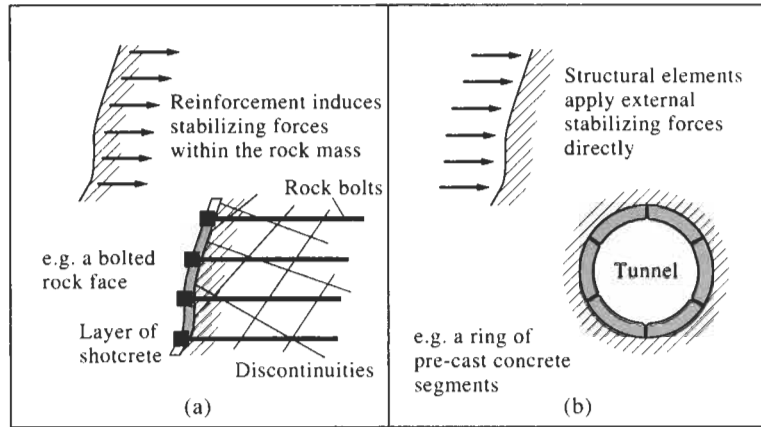 Reinforcement induces
stabilizing forces
within the rock mass
Rock bolts
e.g. a bolted
rock face
Layer of
shotcrete
Discontinuities
(a)
Structural elements
apply external
stabilizing forces
directly
Tunnel
e.g. a ring of
pre-cast concrete
segments
(b)